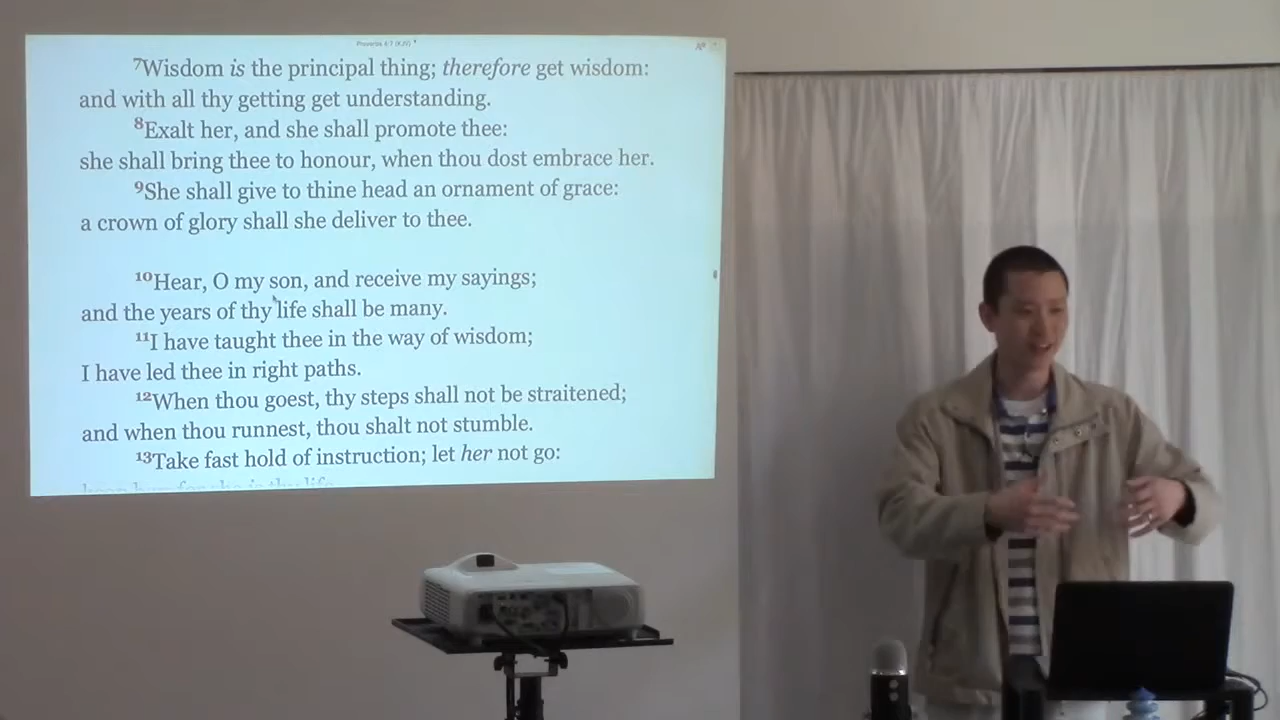 Proverbs 4:7 (KJV)
7Wisdom is the principal thing; therefore get wisdom:
and with all thy getting get understanding.
8Exalt her, and she shall promote thee:
she shall bring thee to honour, when thou dost embrace her.
9She shall give to thine head an ornament of grace:
a crown of glory shall she deliver to thee.
10Hear, O my son, and receive my sayings;
and the years of thy life shall be many.
11I have taught thee in the way of wisdom;
I have led thee in right paths.
12When thou goest, thy steps shall not be straitened;
and when thou runnest, thou shalt not stumble.
13Take fast hold of instruction; let her not go: